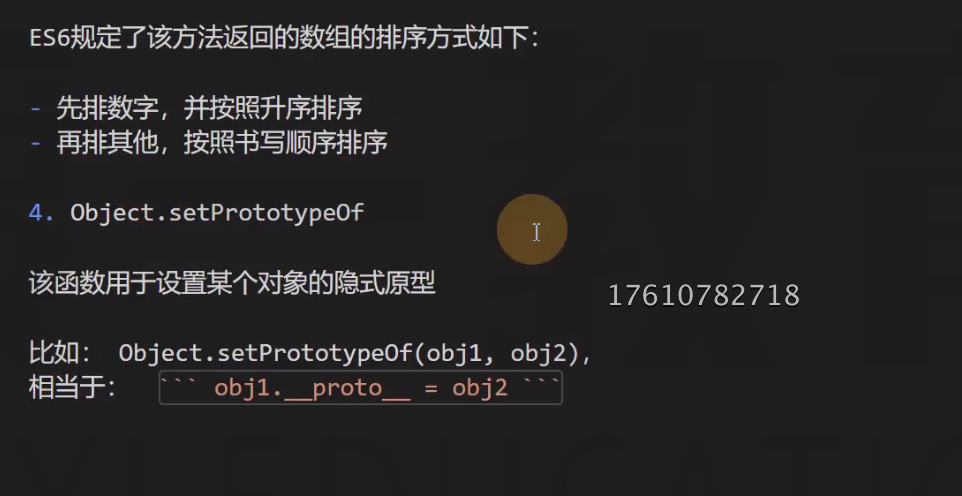 ES6规定了该方法返回的数组的排序方式如下:
- 先排数字，并按照升序排序
- 再排其他，按照书写顺序排序
4. Object.setPrototypeOf
该函数用于设置某个对象的隐式原型
17610782718
比如: Object.setPrototypeOf(obj1, obj2),
相当于: ``` obj1.__proto__ = obj2 ```